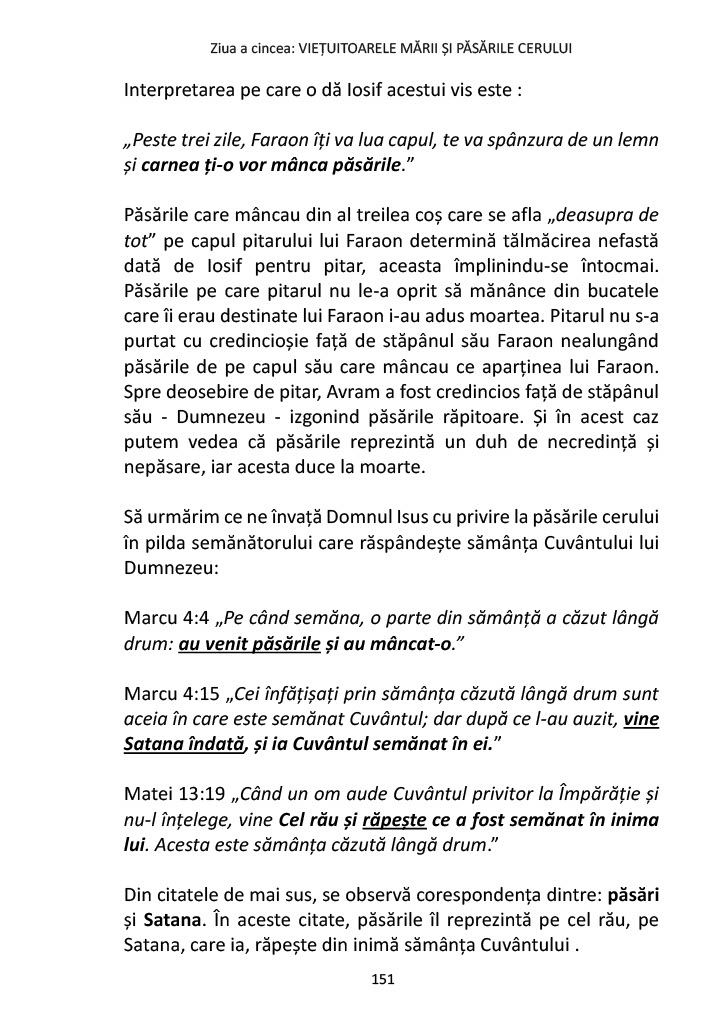 Ziua a cincea: VIEȚUITOARELE MĂRII ȘI PĂSĂRILE CERULUI
Interpretarea pe care o dă Iosif acestui vis este :
„Peste trei zile, Faraon îți va lua capul, te va spânzura de un lemn
și carnea ți-o vor mânca păsările.”
Păsările care mâncau din al treilea coș care se afla „deasupra de
tot” pe capul pitarului lui Faraon determină tălmăcirea nefastă
dată de Iosif pentru pitar, aceasta împlinindu-se întocmai.
Păsările pe care pitarul nu le-a oprit să mănânce din bucatele
care îi erau destinate lui Faraon i-au adus moartea. Pitarul nu s-a
purtat cu credincioșie față de stăpânul său Faraon nealungând
păsările de pe capul său care mâncau ce aparținea lui Faraon.
Spre deosebire de pitar, Avram a fost credincios față de stăpânul
său - Dumnezeu - izgonind păsările răpitoare. Și în acest caz
putem vedea că păsările reprezintă un duh de necredință și
nepăsare, iar acesta duce la moarte.
Să urmărim ce ne învață Domnul Isus cu privire la păsările cerului
în pilda semănătorului care răspândește sămânța Cuvântului lui
Dumnezeu:
Marcu 4:4 „Pe când semăna, o parte din sămânță a căzut lângă
drum: au venit păsările și au mâncat-o.”
Marcu 4:15 „Cei înfățișați prin sămânța căzută lângă drum sunt
aceia în care este semănat Cuvântul; dar după ce l-au auzit, vine
Satana îndată, și ia Cuvântul semănat în ei.”
Matei 13:19 „Când un om aude Cuvântul privitor la Împărăție și
nu-l înțelege, vine Cel rău și răpește ce a fost semănat în inima
lui. Acesta este sămânța căzută lângă drum.”
Din citatele de mai sus, se observă corespondența dintre: păsări
și Satana. În aceste citate, păsările îl reprezintă pe cel rău, pe
Satana, care ia, răpește din inimă sămânța Cuvântului .
151